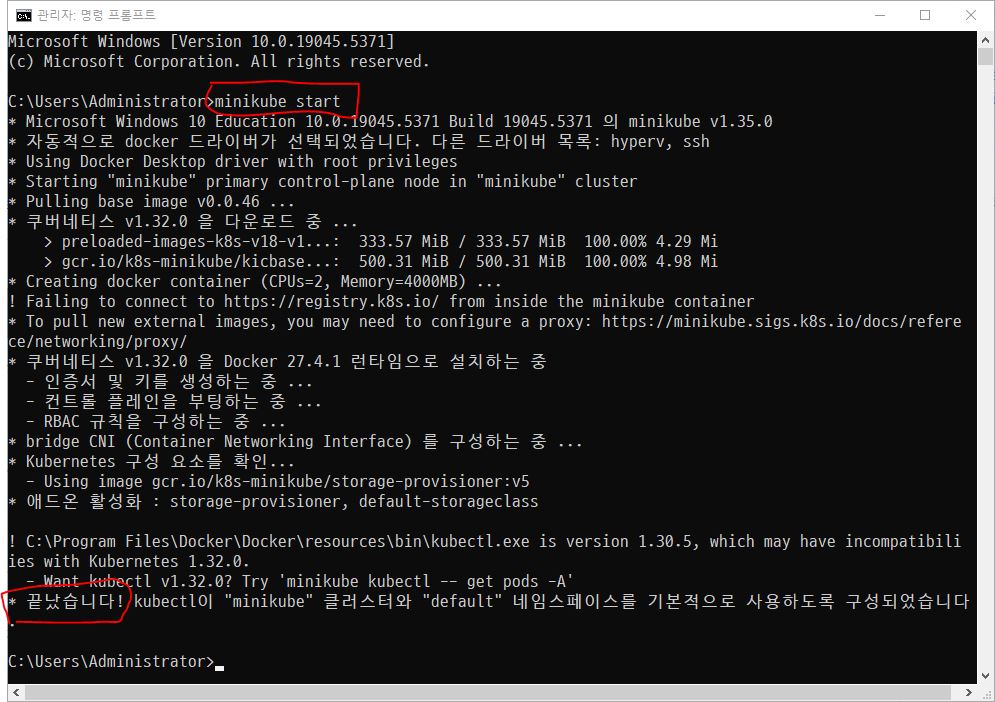 관리자: 명령 프롬프트
Microsoft Windows [Version 10.0.19045.5371]
(c) Microsoft Corporation. All rights reserved.
C:\Users\Administrator>minikube start
* Microsoft Windows 10 Education 10.0.19045.5371 Build 19045.5371 의 minikube v1.35.0
* 자동적으로 docker 드라이버가 선택되었습니다. 다른 드라이버 목록: hyperv, ssh
* Using Docker Desktop driver with root privileges
* Starting "minikube" primary control-plane node in "minikube" cluster
* Pulling base image v0.0.46 ...
* 쿠버네티스 v1.32.0 을 다운로드 중 ...
    > preloaded-images-k8s-v18-v1...:  333.57 MiB / 333.57 MiB  100.00% 4.29 Mi
    > gcr.io/k8s-minikube/kicbase...:  500.31 MiB / 500.31 MiB  100.00% 4.98 Mi
* Creating docker container (CPUs=2, Memory=4000MB) ...
! Failing to connect to https://registry.k8s.io/ from inside the minikube container
* To pull new external images, you may need to configure a proxy: https://minikube.sigs.k8s.io/docs/refere
ce/networking/proxy/
* 쿠버네티스 v1.32.0 을 Docker 27.4.1 런타임으로 설치하는 중
  - 인증서 및 키를 생성하는 중 ...
  - 컨트롤 플레인을 부팅하는 중 ...
  - RBAC 규칙을 구성하는 중 ...
* bridge CNI (Container Networking Interface) 를 구성하는 중 ...
* Kubernetes 구성 요소를 확인...
  - Using image gcr.io/k8s-minikube/storage-provisioner:v5
* 애드온 활성화 : storage-provisioner, default-storageclass
! C:\Program Files\Docker\Docker\resources\bin\kubectl.exe is version 1.30.5, which may have incompatibili
ies with Kubernetes 1.32.0.
  - Want kubectl v1.32.0? Try 'minikube kubectl -- get pods -A'
* 끝났습니다! kubectl이 "minikube" 클러스터와 "default" 네임스페이스를 기본적으로 사용하도록 구성되었습니다
.
C:\Users\Administrator>